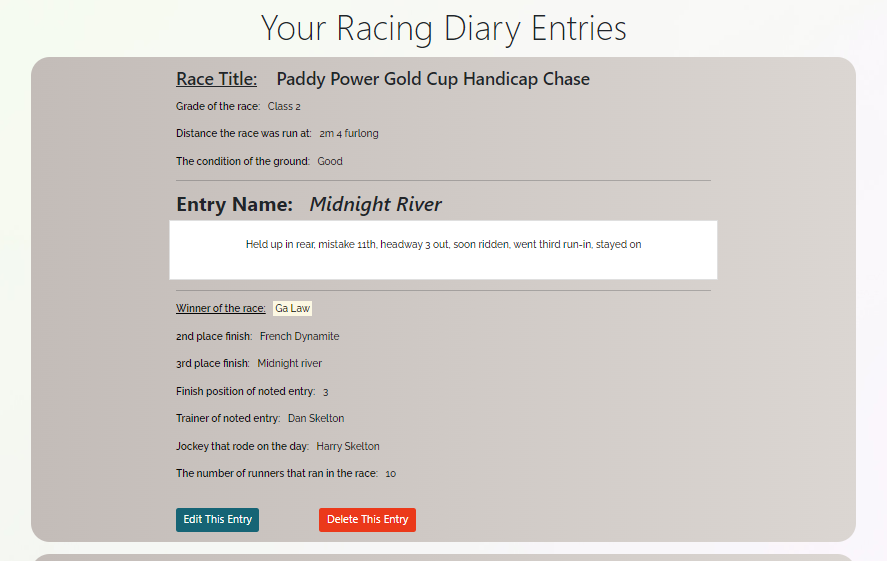 Your Racing Diary Entries
Race Title: Paddy Power Gold Cup Handicap Chase
Grade of the race: Class 2
Distance the race was run at: 2m 4 furlong
The condition of the ground: Good
Entry Name: Midnight River
Held up in rear, mistake 11th, headway 3 out, soon ridden, went third run-in, stayed on
Winner of the race: Ga Law
2nd place finish: French Dynamite
3rd place finish: Midnight river
Finish position of noted entry: 3
Trainer of noted entry: Dan Skelton
Jockey that rode on the day: Harry Skelton
The number of runners that ran in the race: 10
Edit This Entry Delete This Entry